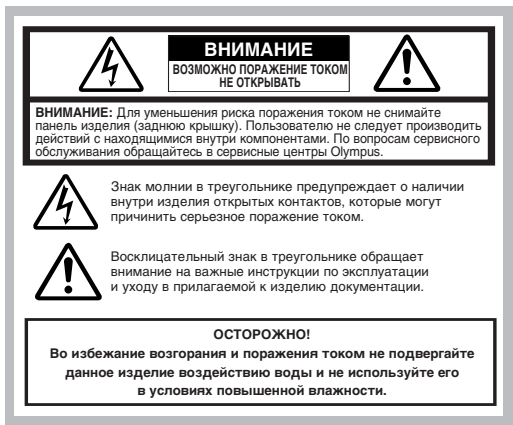 ВНИМАНИЕ
ВОЗМОЖНО ПОРАЖЕНИЕ ТОКОМ
НЕ ОТКРЫВАТЬ
ВНИМАНИЕ: Для уменьшения риска поражения током не снимайте
панель изделия (заднюю крышку). Пользователю не следует производить
действий с находящимися внутри компонентами. По вопросам сервисного
обслуживания обращайтесь в сервисные центры Olympus.
Знак молнии в треугольнике предупреждает о наличии
внутри изделия открытых контактов, которые могут
причинить серьезное поражение током.
Восклицательный знак в треугольнике обращает
внимание на важные инструкции по эксплуатации
и уходу в прилагаемой к изделию документации.
ОСТОРОЖНО!
Во избежание возгорания и поражения током не подвергайте
данное изделие воздействию воды и не используйте его
в условиях повышенной влажности.